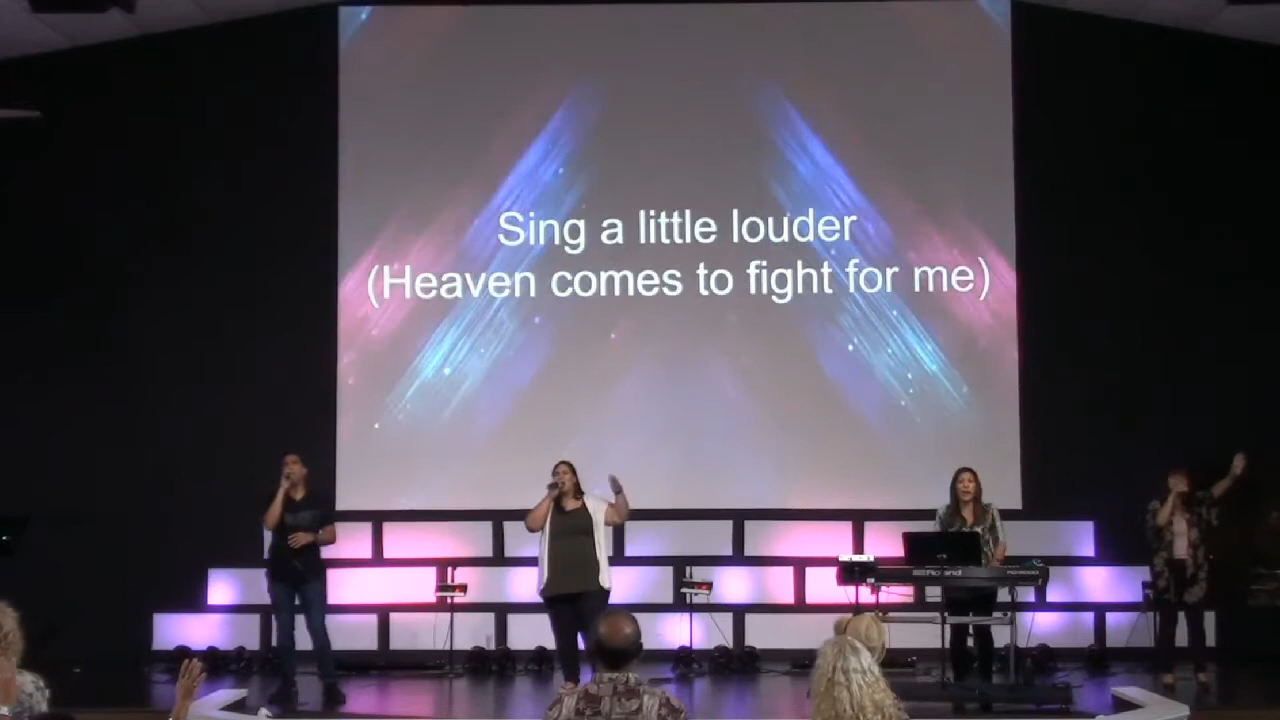 Sing a little louder
(Heaven comes to fight for me)
Roland